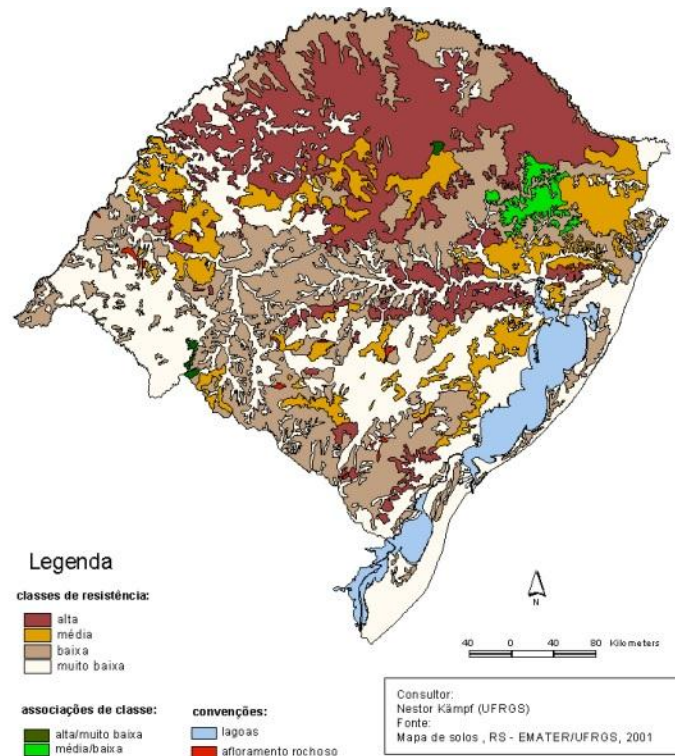 Legenda
classes de resistência:
alta
média
baixa
muito baixa
associações de classe:
alta/muito baixa
média/baixa
convenções:
lagoas
afloramento rochoso
N
40 0 40 80 Kilometers
Consultor:
Nestor Kämpf (UFRGS)
Fonte:
Mapa de solos , RS - EMATER/UFRGS, 2001